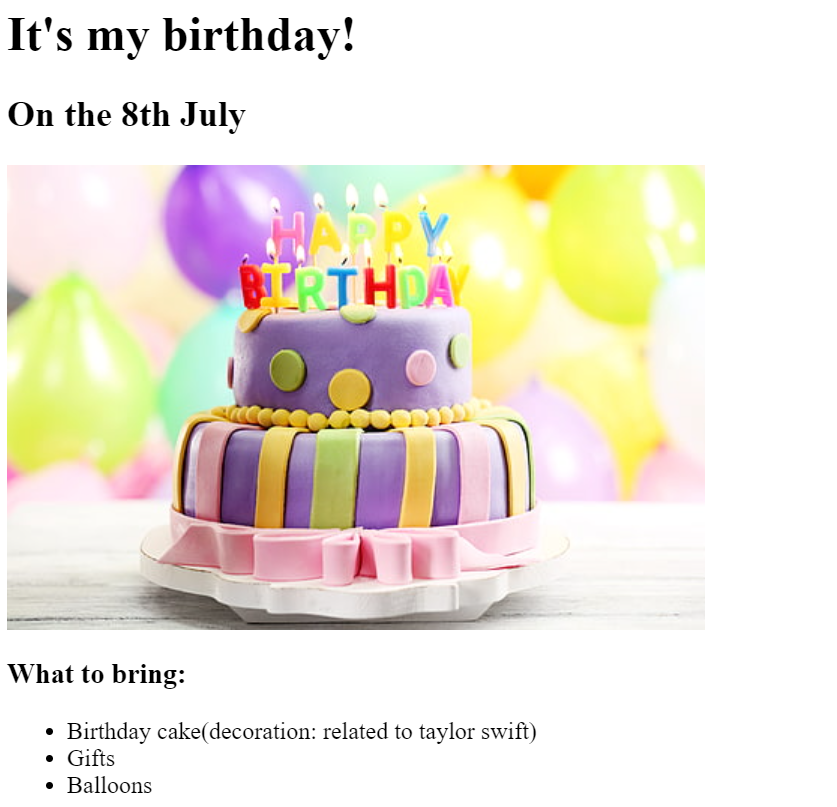 It's my birthday!
On the 8th July
HAPPY
BIRTHDAY
What to bring:
Birthday cake(decoration: related to taylor swift)
Gifts
Balloons